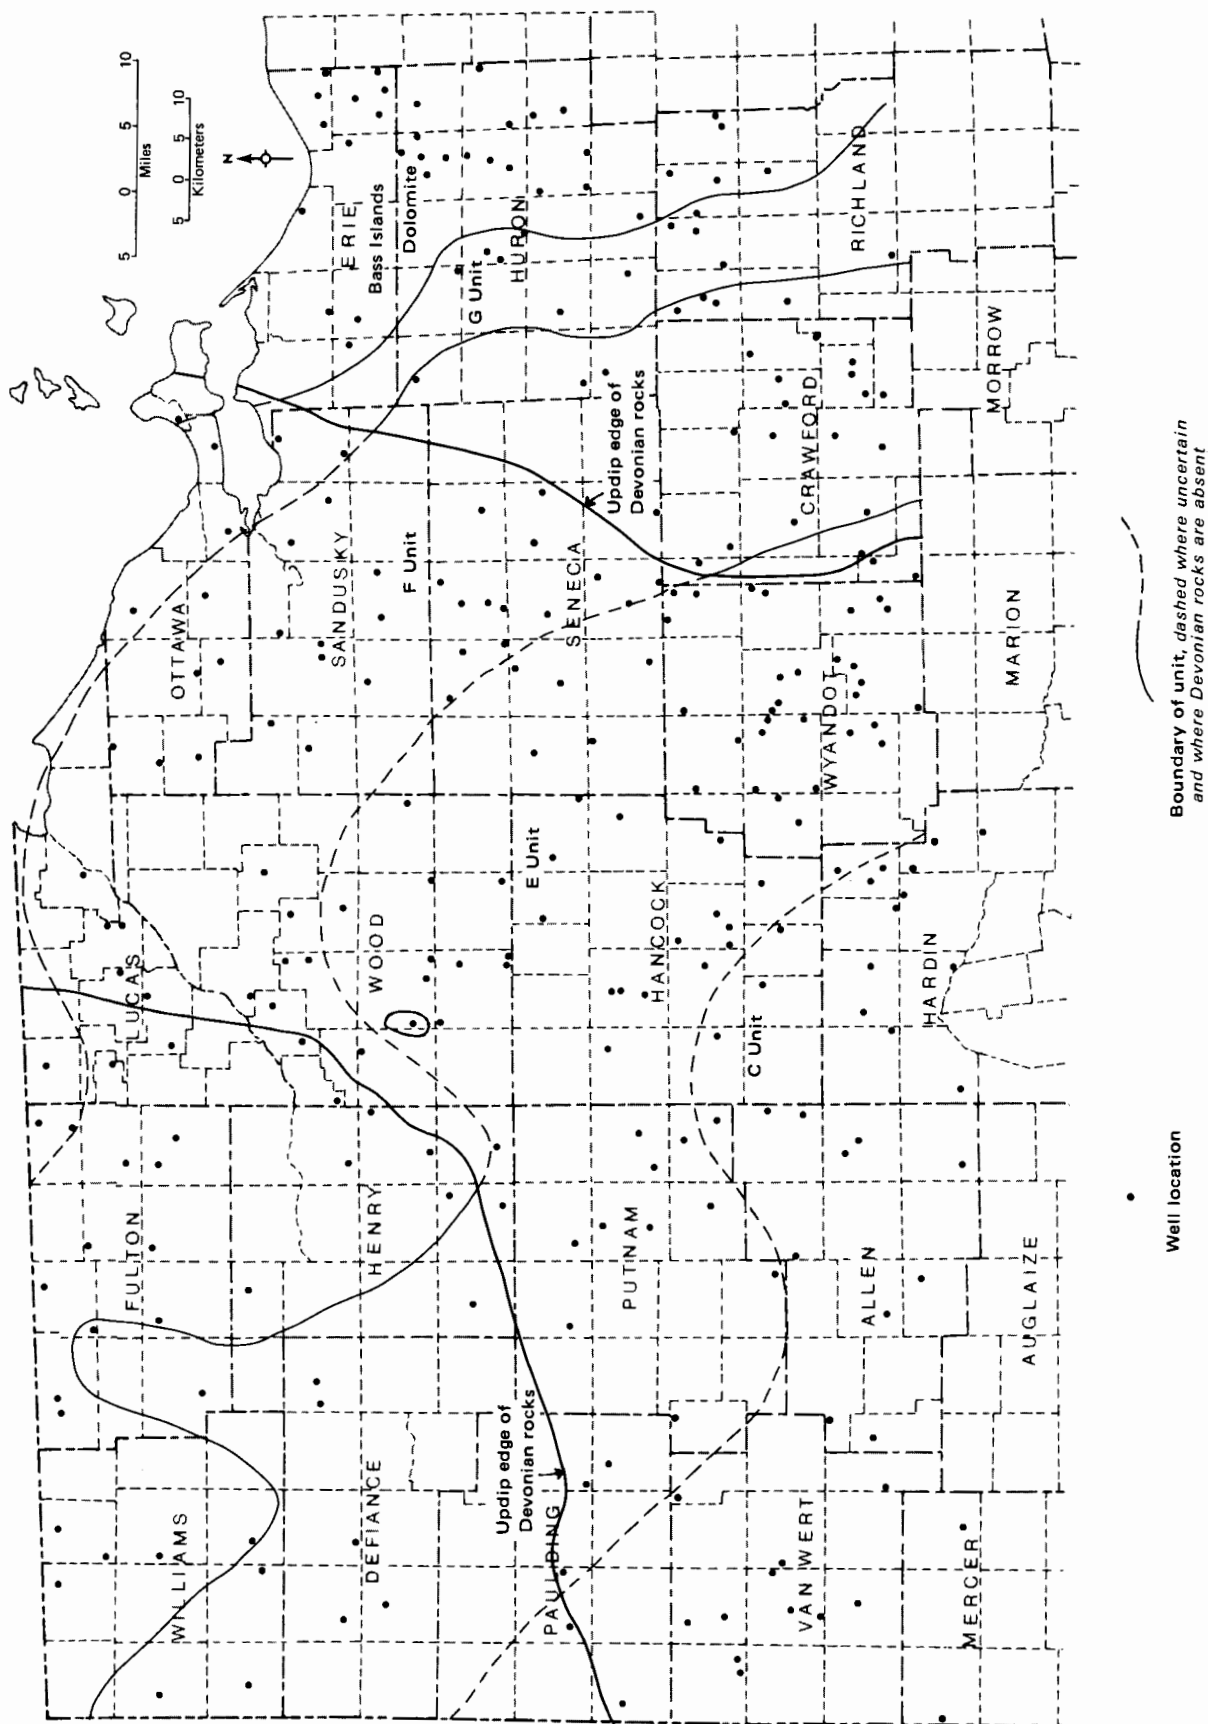 10
5
0
5
Miles
10
5
0
5
Kilometers
N
ERIE
Bass Islands
Dolomite
G Unit
HURON
RICHLAND
OTTAWA
SANDUSKY
F Unit
SENECA
Updip edge of
Devonian rocks
CRAWFORD
MORROW
LUCAS
WOOD
E Unit
HANCOCK
WYANDOT
MARION
C Unit
HARDIN
FULTON
HENRY
PUTNAM
ALLEN
AUGLAIZE
WILLIAMS
DEFIANCE
Updip edge of
Devonian rocks
PAULDING
VAN WERT
MERCER
Well location
Boundary of unit, dashed where uncertain
and where Devonian rocks are absent